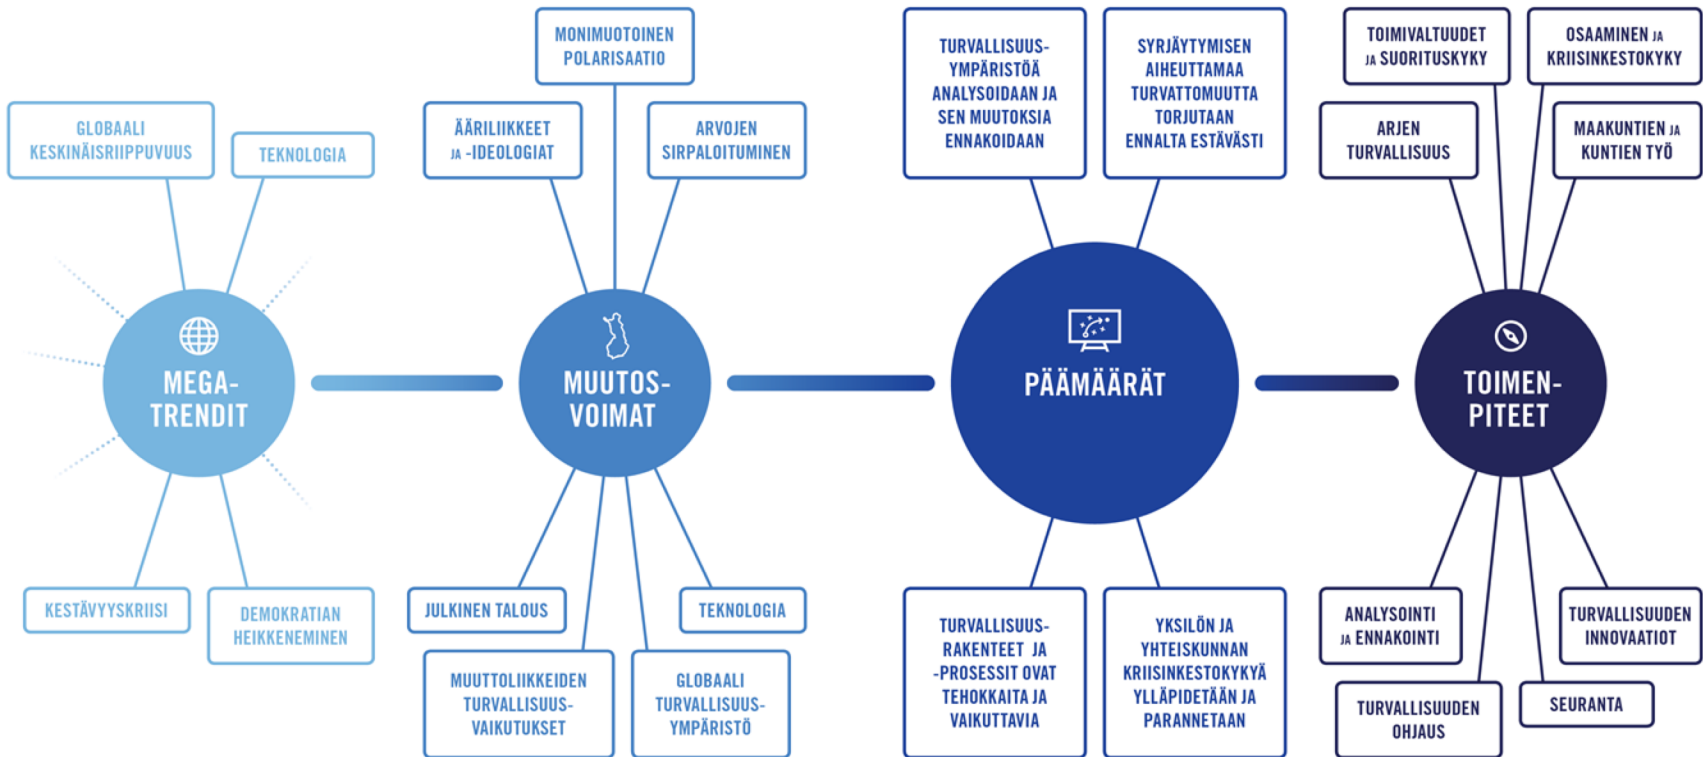 GLOBAALI
KESKINÄISRIIPPUVUUS
TEKNOLOGIA
MEGA-
TRENDIT
KESTÄVYYSKRIISI
DEMOKRATIAN
HEIKKENEMINEN
MONIMUOTOINEN
POLARISAATIO
ÄÄRILIIKKEET
JA -IDEOLOGIAT
ARVOJEN
SIRPALOITUMINEN
MUUTOS-
VOIMAT
JULKINEN TALOUS
TEKNOLOGIA
MUUTTOLIIKKEIDEN
TURVALLISUUS-
VAIKUTUKSET
GLOBAALI
TURVALLISUUS-
YMPÄRISTÖ
TURVALLISUUS-
YMPÄRISTÖÄ
ANALYSOIDAAN JA
SEN MUUTOKSIA
ENNAKOIDAAN
SYRJÄYTYMISEN
AIHEUTTAMAA
TURVATTOMUUTTA
TORJUTAAN
ENNALTA ESTÄVÄSTI
PÄÄMÄÄRÄT
TURVALLISUUS-
RAKENTEET JA
-PROSESSIT OVAT
TEHOKKAITA JA
VAIKUTTAVIA
YKSILÖN JA
YHTEISKUNNAN
KRIISINKESTOKYKYÄ
YLLÄPIDETÄÄN JA
PARANNETAAN
TOIMIVALTUUDET
JA SUORITUSKYKY
OSAAMINEN JA
KRIISINKESTOKYKY
ARJEN
TURVALLISUUS
MAAKUNTIEN JA
KUNTIEN TYÖ
TOIMEN-
PITEET
ANALYSOINTI
JA ENNAKOINTI
TURVALLISUUDEN
INNOVAATIOT
TURVALLISUUDEN
OHJAUS
SEURANTA